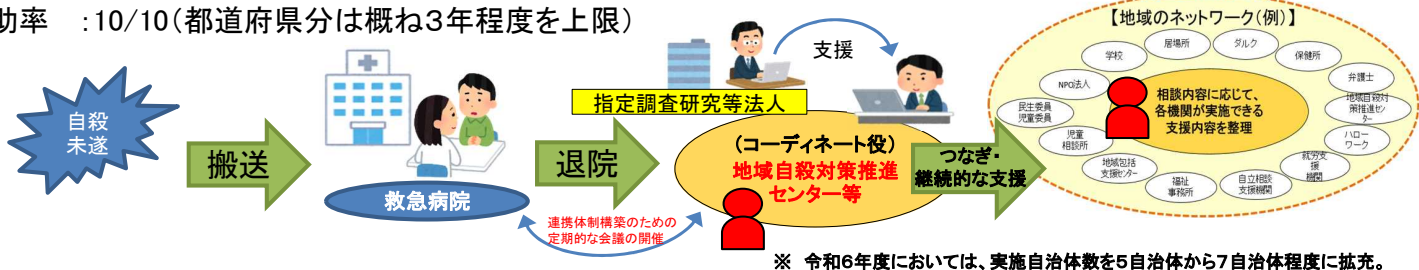 助率　：10/10（都道府県分は概ね３年程度を上限）
自殺
未遂
搬送
救急病院
退院
連携体制構築のための
定期的な会議の開催
指定調査研究等法人
支援
（コーディネート役）
地域自殺対策推進
センター等
つなぎ・
継続的な支援
【地域のネットワーク（例）】
学校
居場所
ダルク
保健所
弁護士
地域自殺対
策推進セン
ター
ハロー
ワーク
就労支
援
機関
自立相談
支援機関
福祉
事務所
地域包括
支援センター
児童
相談所
民生委員
児童委員
NPO法人
相談内容に応じて、
各機関が実施できる
支援内容を整理
※　令和６年度においては、実施自治体数を５自治体から７自治体程度に拡充。